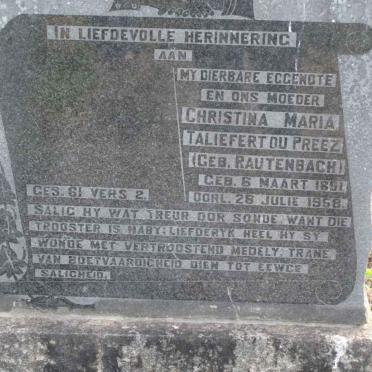 IN LIEFDEVOLLE HERINNERING
AAN
MY DIERBARE EGGENOTE
EN ONS MOEDER
CHRISTINA MARIA
TALIEFERT DU PREEZ
(GEB. RAUTENBACH)
GEB. 6 MAART 1891
OORL. 28 JULIE 1958.
GES. 61 VERS 2.
SALIG HY WAT TREUR OOR SONDE, WANT DIE
TROOSTER IS NABY: LIEFDERYK HEEL HY SY
WONDE MET VERTROOSTEND MEDELY; TRANE
VAN BOETVAARDIGHEID DIEN TOT EEWGE
SALIGHEID.